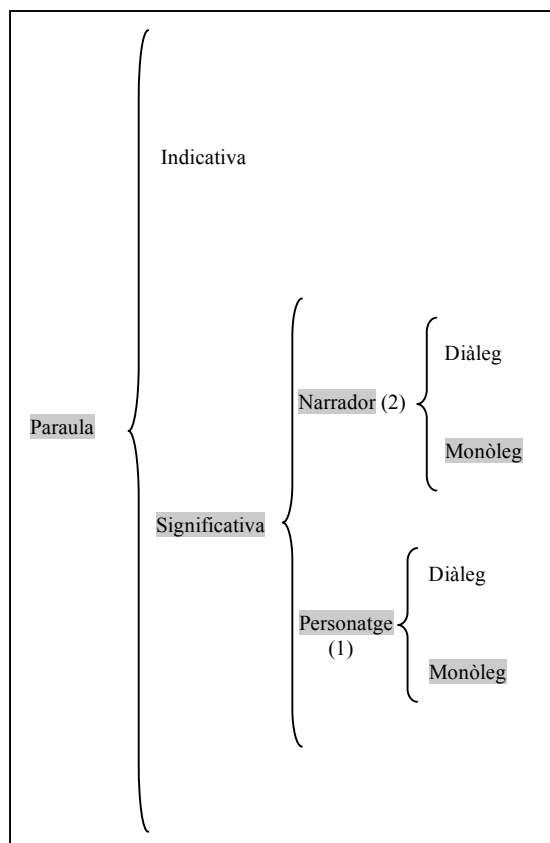 Indicativa
Diàleg
Narrador (2)
Monòleg
Paraula
Significativa
Diàleg
Personatge
(1)
Monòleg